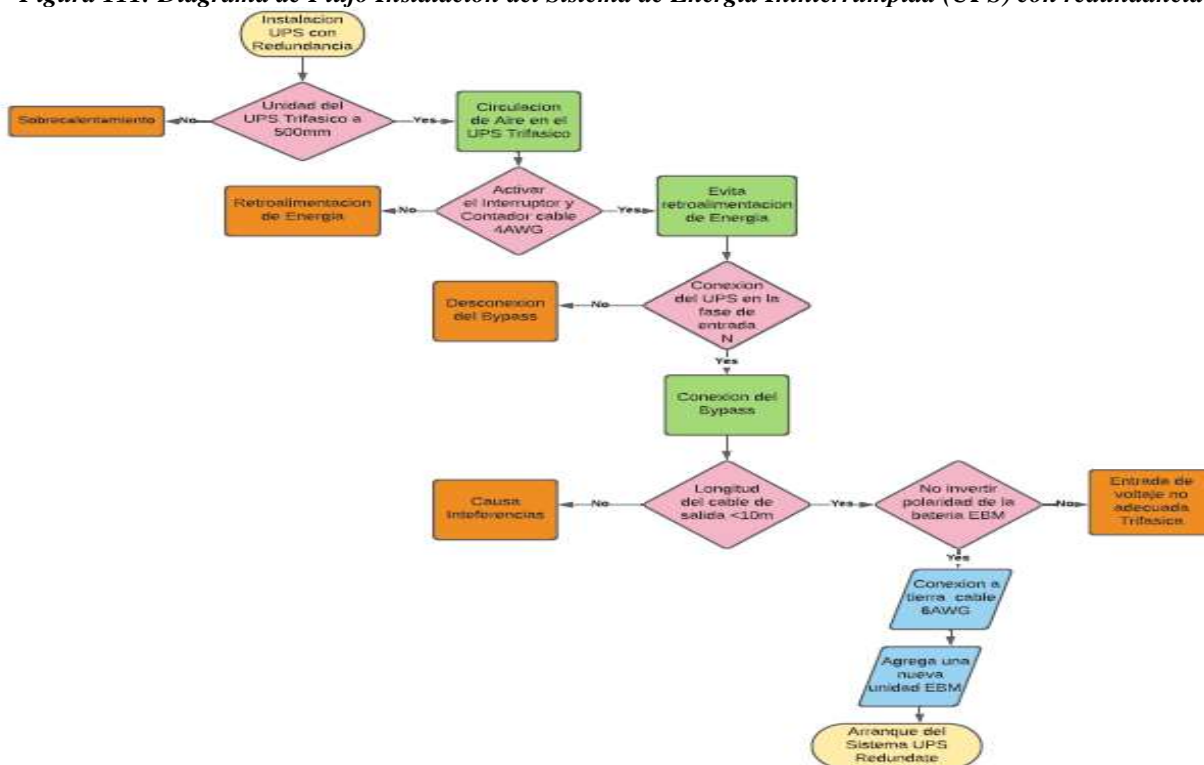 Figura 111: Diagrama de Flujo Instalación del Sistema de Energía Ininterrumpida (UPS) con redundancia
Instalacion
UPS con
Redundancia
Unidad del
UPS Trifasico a
500mm
No
Sobrecalentamiento
Yes
Circulacion
de Aire en el
UPS Trifasico
Activar
el Interruptor y
Contador cable
4AWG
No
Retroalimentacion
de Energia
Yes
Evita
retroalimentacion
de Energia
Conexion
del UPS en la
fase de
entrada
N
No
Desconexion
del Bypass
Yes
Conexion del
Bypass
Longitud
del cable de
salida <10m
No
Causa
Inteferencias
Yes
No invertir
polaridad de la
bateria EBM
No
Entrada de
voltaje no
adecuada
Trifasica
Yes
Conexion a
tierra cable
6AWG
Agrega una
nueva
unidad EBM
Arranque del
Sistema UPS
Redundate